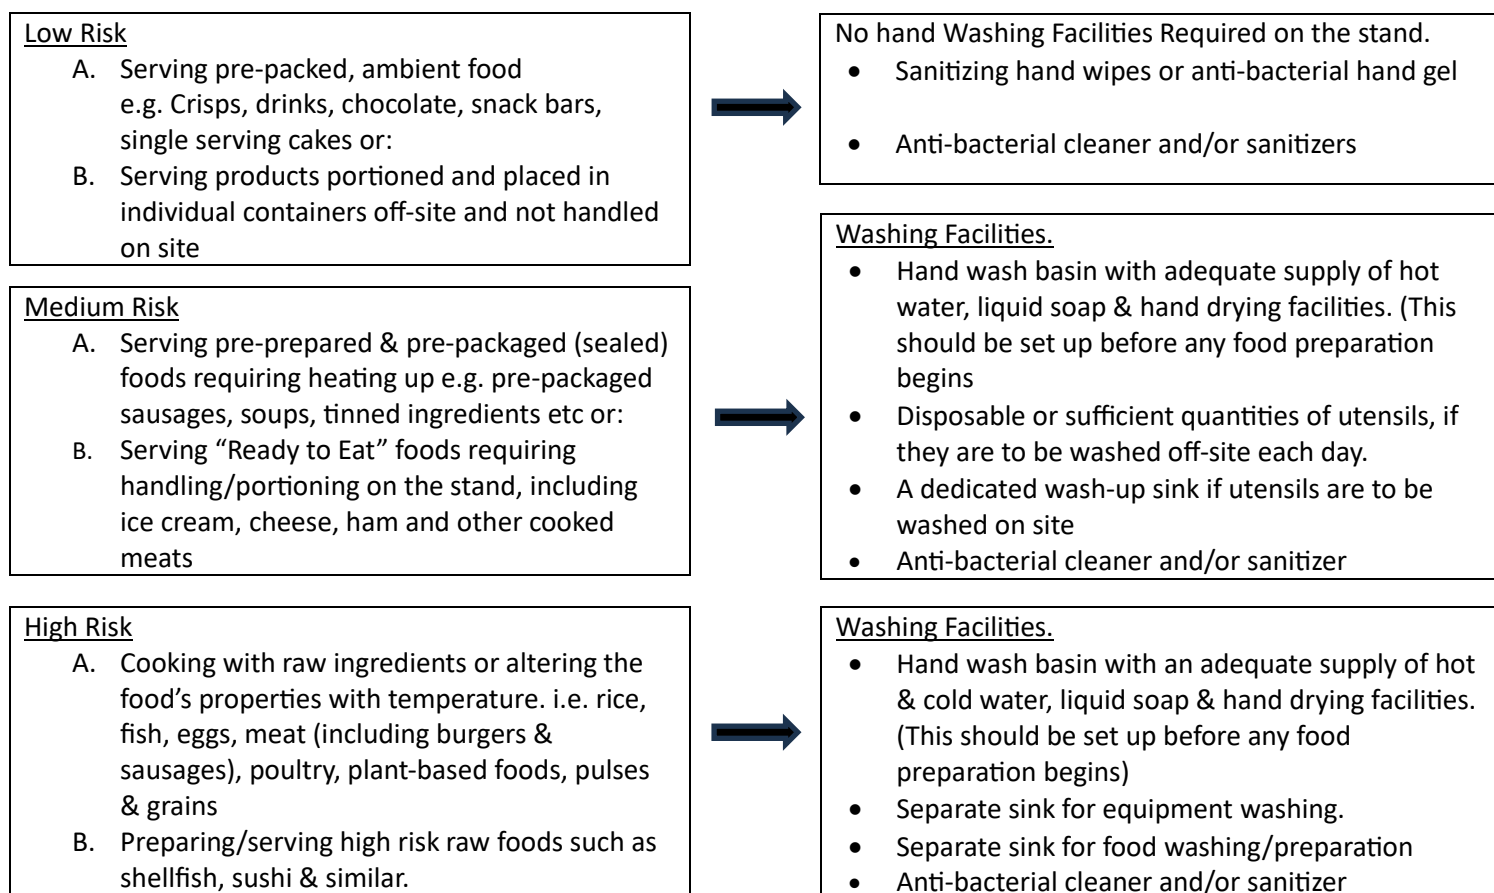 Low Risk
A. Serving pre-packed, ambient food
e.g. Crisps, drinks, chocolate, snack bars,
single serving cakes or:
B. Serving products portioned and placed in
individual containers off-site and not handled
on site
No hand Washing Facilities Required on the stand.
• Sanitizing hand wipes or anti-bacterial hand gel
• Anti-bacterial cleaner and/or sanitizers
Medium Risk
A. Serving pre-prepared & pre-packaged (sealed)
foods requiring heating up e.g. pre-packaged
sausages, soups, tinned ingredients etc or:
B. Serving “Ready to Eat” foods requiring
handling/portioning on the stand, including
ice cream, cheese, ham and other cooked
meats
Washing Facilities.
• Hand wash basin with adequate supply of hot
water, liquid soap & hand drying facilities. (This
should be set up before any food preparation
begins
• Disposable or sufficient quantities of utensils, if
they are to be washed off-site each day.
• A dedicated wash-up sink if utensils are to be
washed on site
• Anti-bacterial cleaner and/or sanitizer
High Risk
A. Cooking with raw ingredients or altering the
food’s properties with temperature. i.e. rice,
fish, eggs, meat (including burgers &
sausages), poultry, plant-based foods, pulses
& grains
B. Preparing/serving high risk raw foods such as
shellfish, sushi & similar.
Washing Facilities.
• Hand wash basin with an adequate supply of hot
& cold water, liquid soap & hand drying facilities.
(This should be set up before any food
preparation begins)
• Separate sink for equipment washing.
• Separate sink for food washing/preparation
• Anti-bacterial cleaner and/or sanitizer